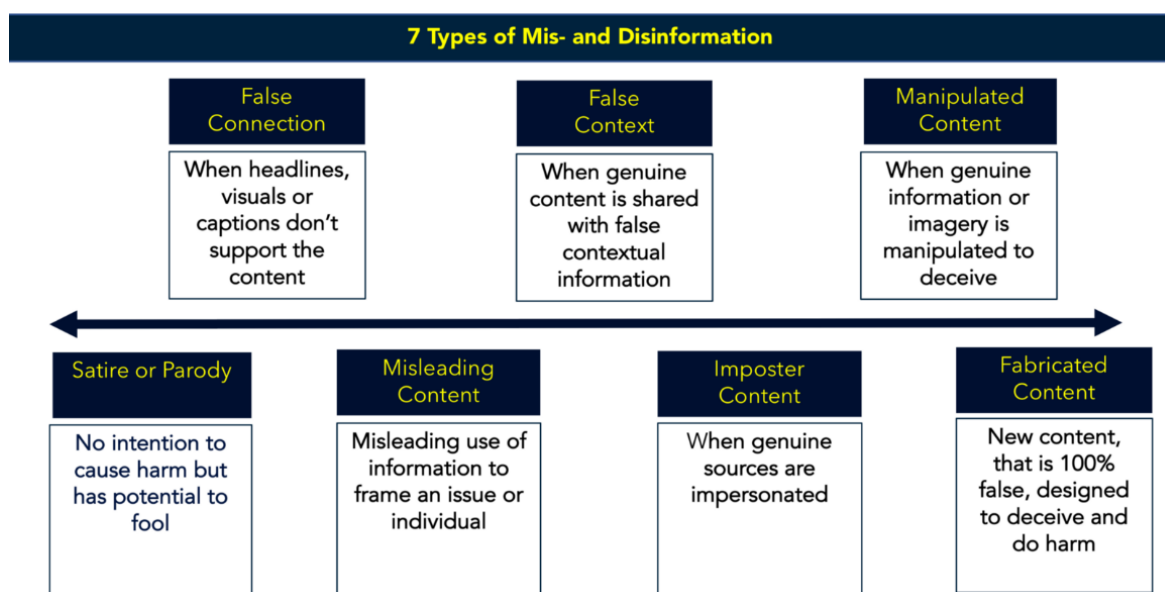 7 Types of Mis- and Disinformation
False
Connection
When headlines,
visuals or
captions don't
support the
content
False
Context
When genuine
content is shared
with false
contextual
information
Manipulated
Content
When genuine
information or
imagery is
manipulated to
deceive
Satire or Parody
No intention to
cause harm but
has potential to
fool
Misleading
Content
Misleading use of
information to
frame an issue or
individual
Imposter
Content
When genuine
sources are
impersonated
Fabricated
Content
New content,
that is 100%
false, designed
to deceive and
do harm